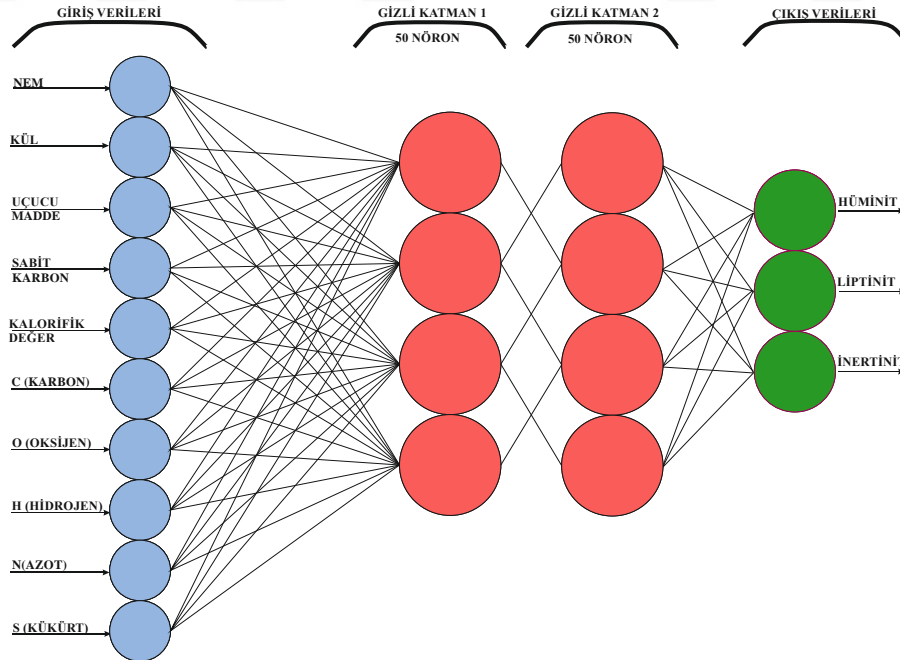 GİRİŞ VERİLERİ
GİZLİ KATMAN 1
50 NÖRON
GİZLİ KATMAN 2
50 NÖRON
ÇIKIŞ VERİLERİ
NEM
KÜL
UÇUCU
MADDE
SABİT
KARBON
KALORİFİK
DEĞER
C (KARBON)
O (OKSİJEN)
H (HİDROJEN)
N(AZOT)
S (KÜKÜRT)
HÜMİNİT
LİPTİNİT
İNERTİNİT